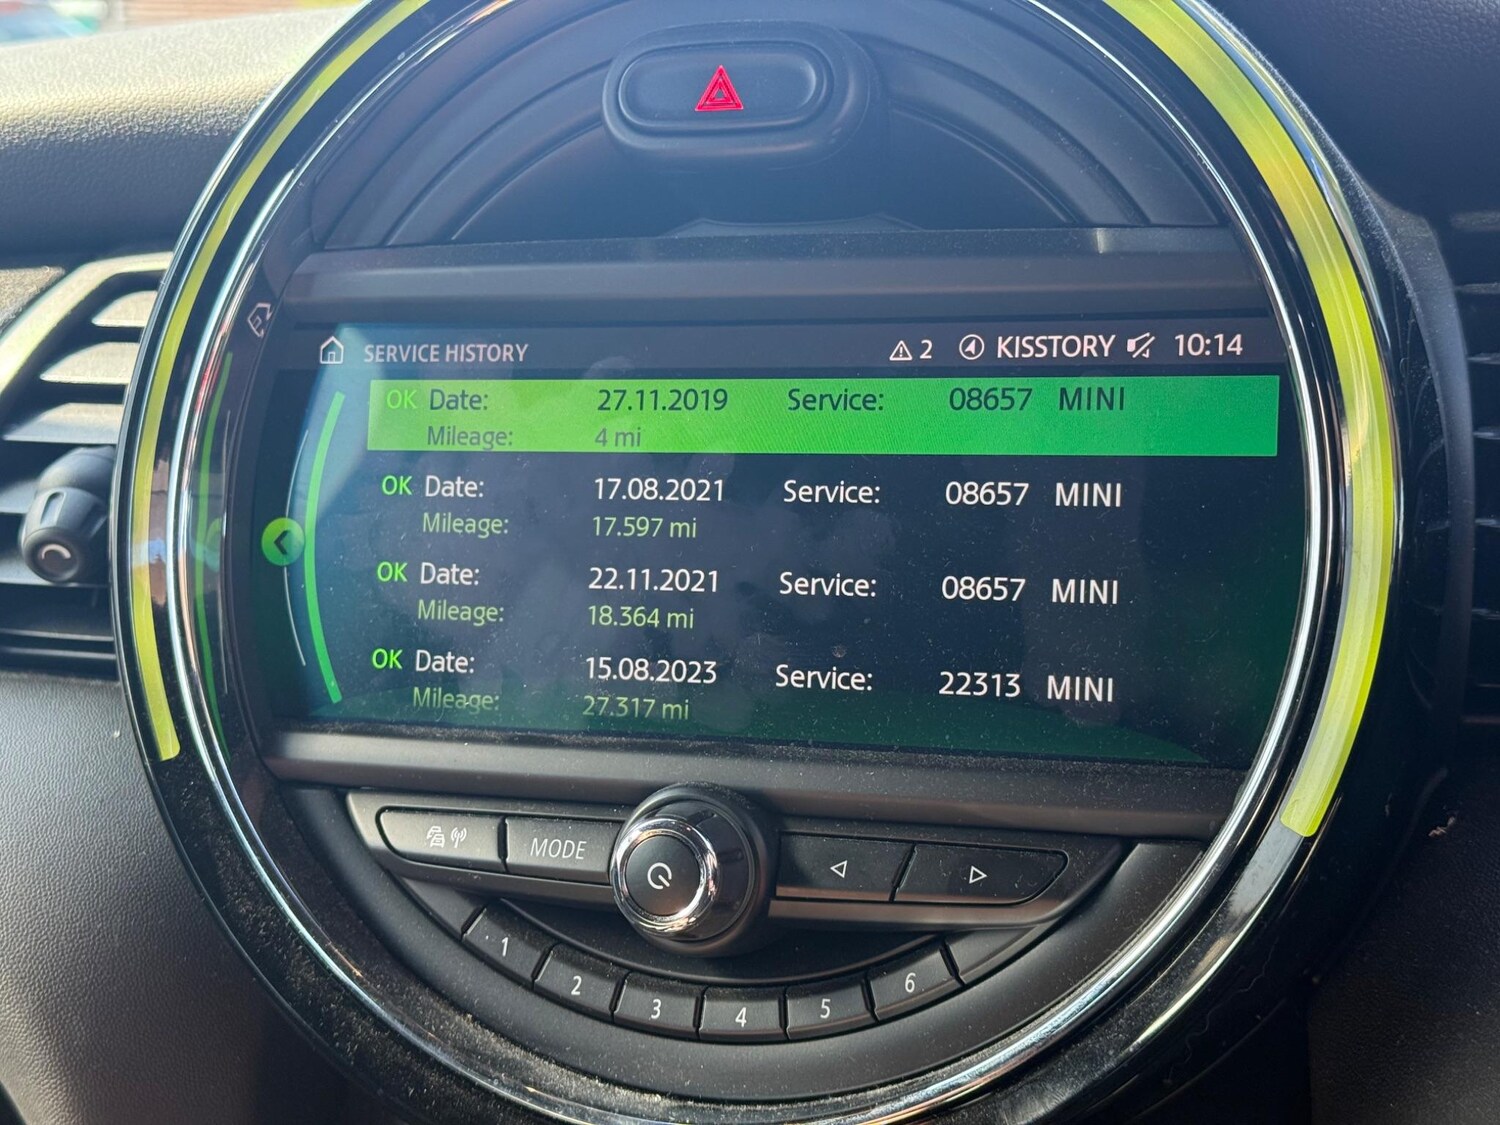 SERVICE HISTORY 2 KISSTORY 10:14
OK Date: 27.11.2019 Service: 08657 MINI
Mileage: 4 mi
OK Date: 17.08.2021 Service: 08657 MINI
Mileage: 17.597 mi
OK Date: 22.11.2021 Service: 08657 MINI
Mileage: 18.364 mi
OK Date: 15.08.2023 Service: 22313 MINI
Mileage: 27.317 mi
MODE
1 2 3 4 5 6